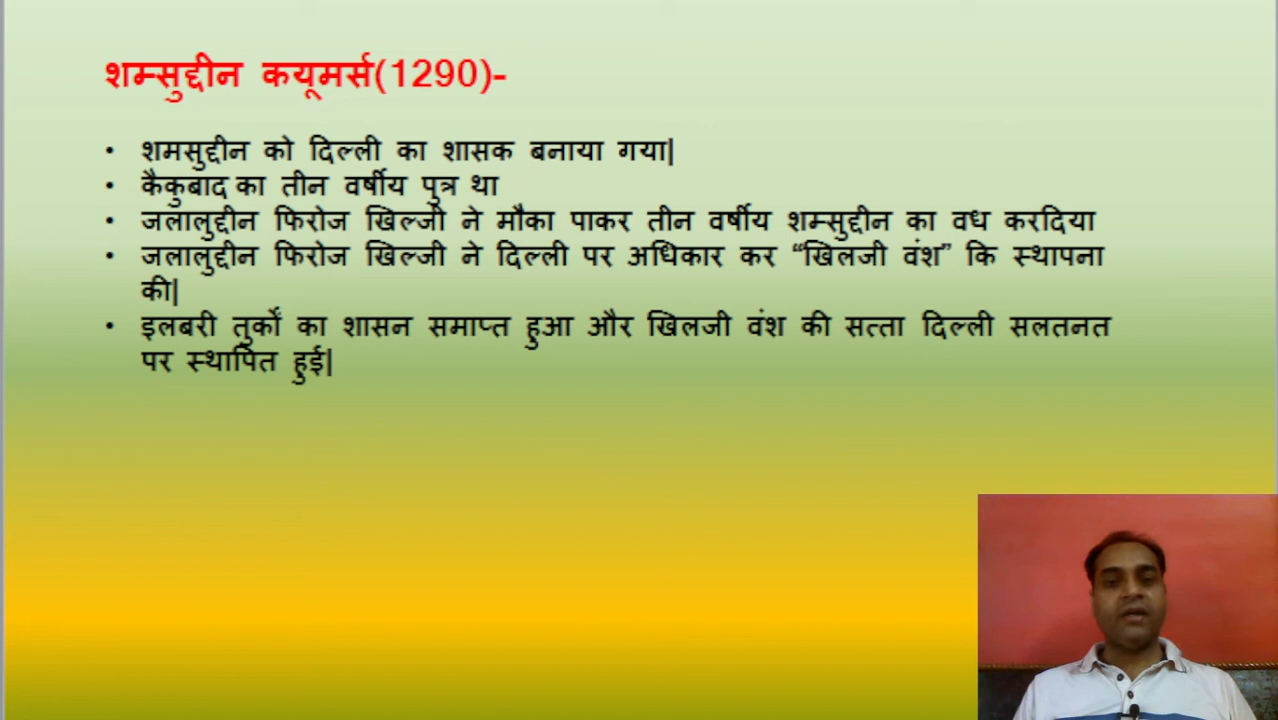 शम्सुद्दीन कयूमर्स(1290)-
• शमसुद्दीन को दिल्ली का शासक बनाया गया|
• कैकुबाद का तीन वर्षीय पुत्र था
• जलालुद्दीन फिरोज खिल्जी ने मौका पाकर तीन वर्षीय शम्सुद्दीन का वध करदिया
• जलालुद्दीन फिरोज खिल्जी ने दिल्ली पर अधिकार कर “खिलजी वंश” कि स्थापना
की|
• इलबरी तुर्कों का शासन समाप्त हुआ और खिलजी वंश की सत्ता दिल्ली सलतनत
पर स्थापित हुई|